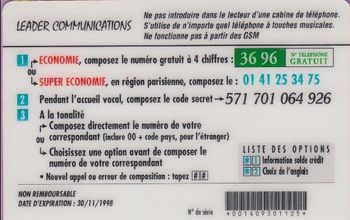 LEADER COMMUNICATIONS
Ne pas introduire dans le lecteur d'une cabine de téléphone.
S'utilise de n'importe quel téléphone à touches musicales.
Ne fonctionne pas à partir des GSM
1 ECONOMIE, composez le numéro gratuit à 4 chiffres : 36 96 N° TELEPHONE GRATUIT
ou
SUPER ECONOMIE, en région parisienne, composez le : 01 41 25 34 75
2 Pendant l'accueil vocal, composez le code secret 571 701 064 926
3 A la tonalité
Composez directement le numéro de votre
correspondant (inclure 00 + code pays, pour l'étranger)
ou
Choisissez une option avant de composer le
numéro de votre correspondant
• Nouvel appel ou erreur de composition : tapez ##
LISTE DES OPTIONS
*1 Information solde crédit
*2 Choix de l'anglais
NON REMBOURSABLE
DATE D'EXPIRATION : 30/11/1998
N° de série
*0001409301125*